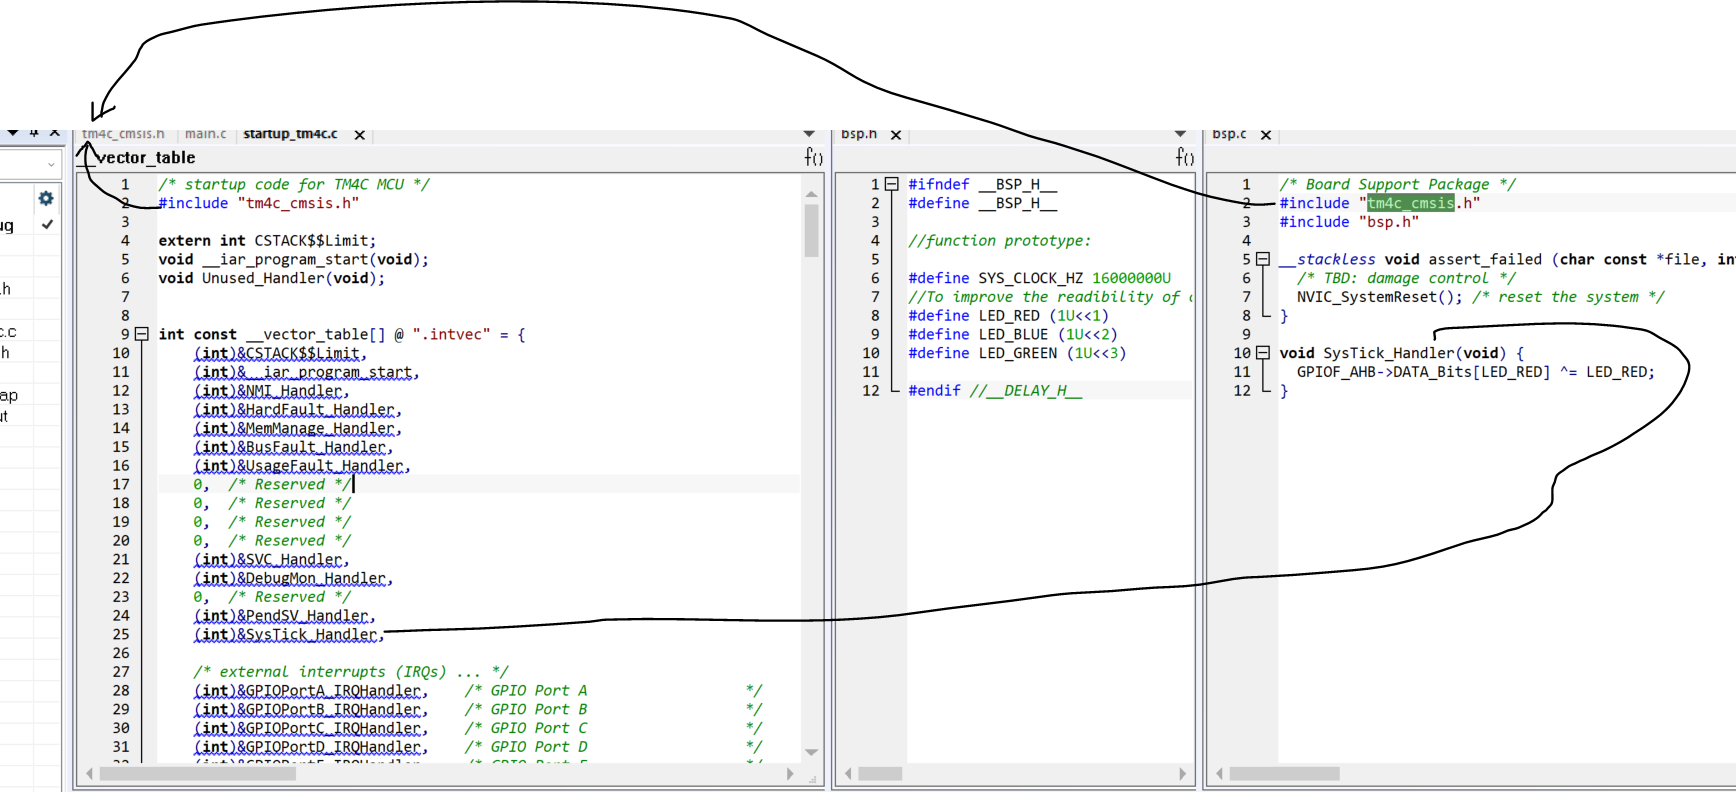 tm4c_cmsis.h main.c startup_tm4c.c
__vector_table f()
1 /* startup code for TM4C MCU */
2 #include "tm4c_cmsis.h"
3
4 extern int CSTACK$$Limit;
5 void __iar_program_start(void);
6 void Unused_Handler(void);
7
8
9 int const __vector_table[] @ ".intvec" = {
10 (int)&CSTACK$$Limit,
11 (int)&__iar_program_start,
12 (int)&NMI_Handler,
13 (int)&HardFault_Handler,
14 (int)&MemManage_Handler,
15 (int)&BusFault_Handler,
16 (int)&UsageFault_Handler,
17 0, /* Reserved */
18 0, /* Reserved */
19 0, /* Reserved */
20 0, /* Reserved */
21 (int)&SVC_Handler,
22 (int)&DebugMon_Handler,
23 0, /* Reserved */
24 (int)&PendSV_Handler,
25 (int)&SysTick_Handler,
26
27 /* external interrupts (IRQs) ... */
28 (int)&GPIOPortA_IRQHandler, /* GPIO Port A */
29 (int)&GPIOPortB_IRQHandler, /* GPIO Port B */
30 (int)&GPIOPortC_IRQHandler, /* GPIO Port C */
31 (int)&GPIOPortD_IRQHandler, /* GPIO Port D */
bsp.h
f()
1 #ifndef __BSP_H__
2 #define __BSP_H__
3
4 //function prototype:
5
6 #define SYS_CLOCK_HZ 16000000U
7 //To improve the readibility of
8 #define LED_RED (1U<<1)
9 #define LED_BLUE (1U<<2)
10 #define LED_GREEN (1U<<3)
11
12 #endif //__DELAY_H__
bsp.c
1 /* Board Support Package */
2 #include "tm4c_cmsis.h"
3 #include "bsp.h"
4
5 __stackless void assert_failed (char const *file, in
6 /* TBD: damage control */
7 NVIC_SystemReset(); /* reset the system */
8 }
9
10 void SysTick_Handler(void) {
11 GPIOF_AHB->DATA_Bits[LED_RED] ^= LED_RED;
12 }